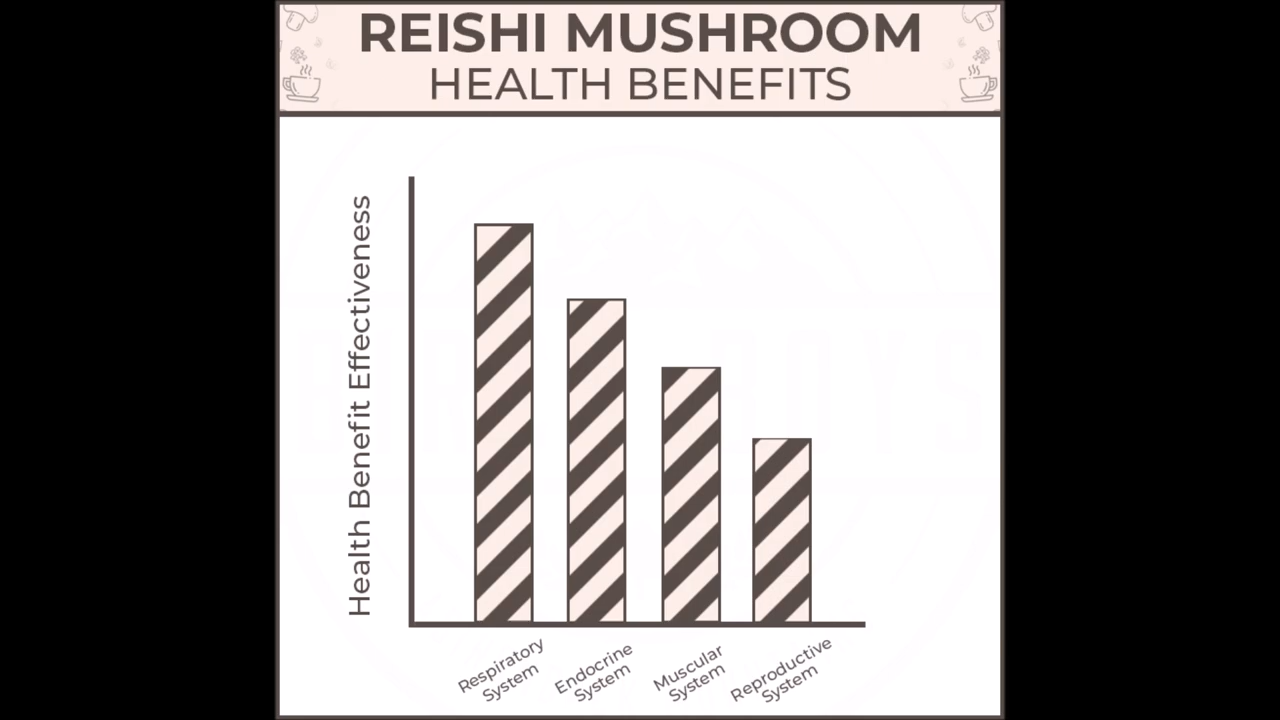 REISHI MUSHROOM
HEALTH BENEFITS
Health Benefit Effectiveness
Respiratory
System
Endocrine
System
Muscular
System
Reproductive
System